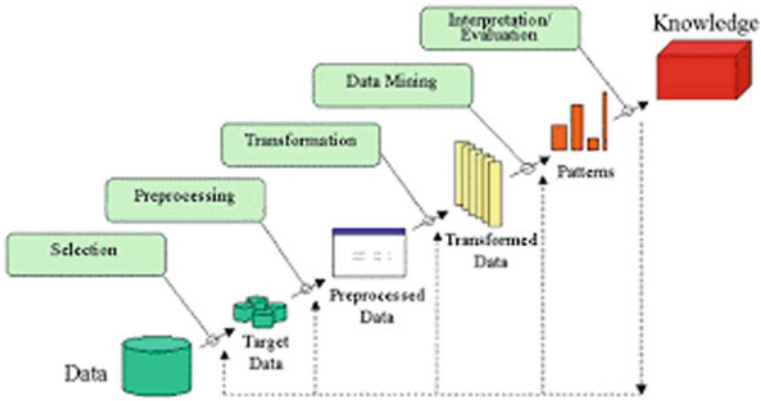 Interpretation/
Evaluation
Knowledge
Data Mining
Transformation
Patterns
Preprocessing
Transformed
Data
Selection
Preprocessed
Data
Target
Data
Data